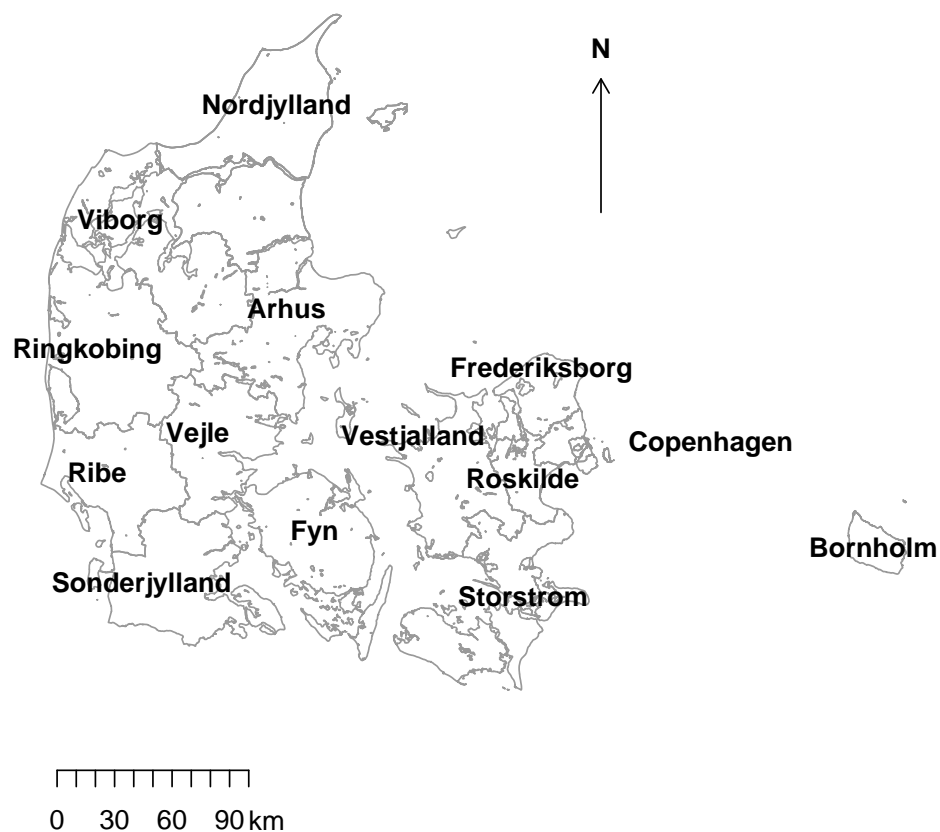 N
Nordjylland
Viborg
Arhus
Ringkobing
Frederiksborg
Vejle
Vestjalland
Copenhagen
Ribe
Roskilde
Fyn
Bornholm
Sonderjylland
Storstrom
0 30 60 90 km